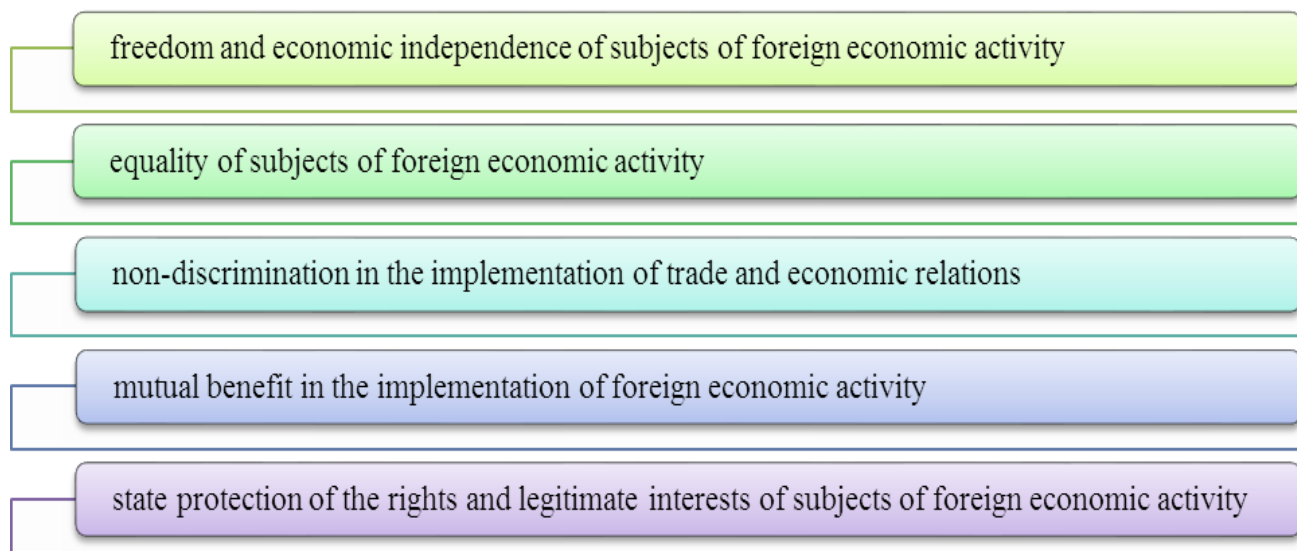 freedom and economic independence of subjects of foreign economic activity
equality of subjects of foreign economic activity
non-discrimination in the implementation of trade and economic relations
mutual benefit in the implementation of foreign economic activity
state protection of the rights and legitimate interests of subjects of foreign economic activity